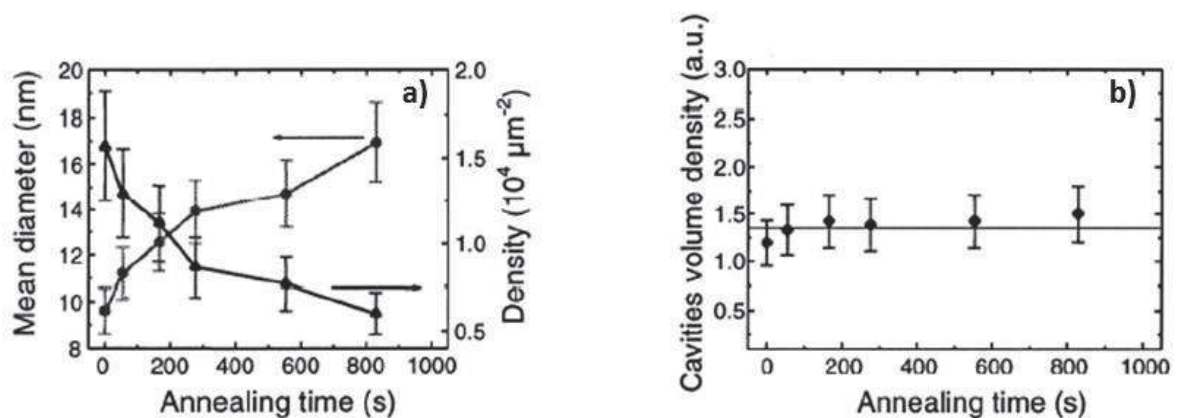 a)
Mean diameter (nm)
20
18
16
14
12
10
8
2.0
1.5
1.0
0.5
Density (10⁴ µm⁻²)
0 200 400 600 800 1000
Annealing time (s)
b)
Cavities volume density (a.u.)
3.0
2.5
2.0
1.5
1.0
0.5
0 200 400 600 800 1000
Annealing time (s)